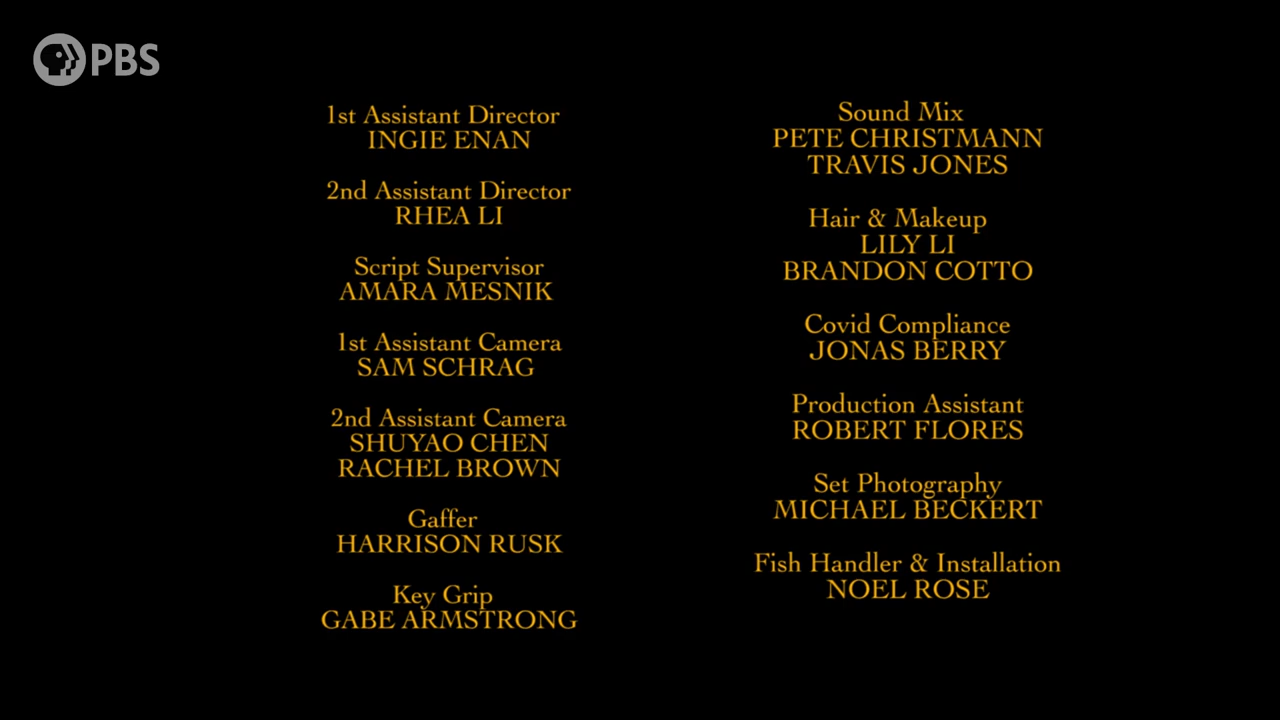 PBS
1st Assistant Director
INGIE ENAN
2nd Assistant Director
RHEA LI
Script Supervisor
AMARA MESNIK
1st Assistant Camera
SAM SCHRAG
2nd Assistant Camera
SHUYAO CHEN
RACHEL BROWN
Gaffer
HARRISON RUSK
Key Grip
GABE ARMSTRONG
Sound Mix
PETE CHRISTMANN
TRAVIS JONES
Hair & Makeup
LILY LI
BRANDON COTTO
Covid Compliance
JONAS BERRY
Production Assistant
ROBERT FLORES
Set Photography
MICHAEL BECKERT
Fish Handler & Installation
NOEL ROSE